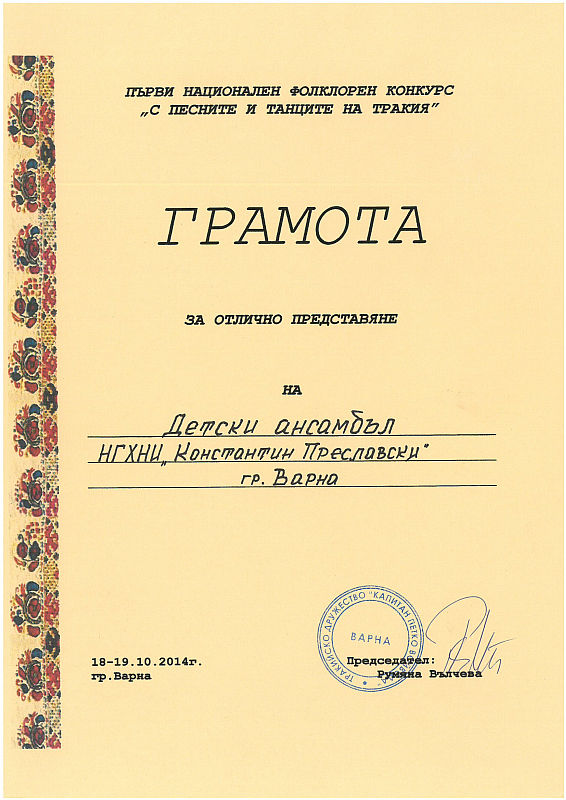 ПЪРВИ НАЦИОНАЛЕН ФОЛКЛОРЕН КОНКУРС
„С ПЕСНИТЕ И ТАНЦИТЕ НА ТРАКИЯ”
ГРАМОТА
ЗА ОТЛИЧНО ПРЕДСТАВЯНЕ
НА
Детски ансамбъл
НГХНИ „Константин Преславски“
гр. Варна
ТРАКИЙСКО ДРУЖЕСТВО "КАПИТАН ПЕТКО
ВАРНА
18-19.10.2014г.
Председател:
гр.Варна
Румяна Вълчева